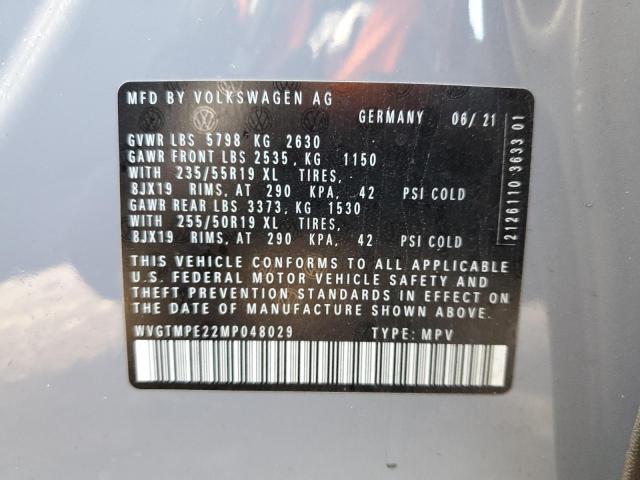 MFD BY VOLKSWAGEN AG
GERMANY 06/21
GVWR LBS 5798 KG 2630
GAWR FRONT LBS 2535, KG 1150
WITH 235/55R19 XL TIRES,
8JX19 RIMS, AT 290 KPA, 42 PSI COLD
GAWR REAR LBS 3373, KG 1530
WITH 255/50R19 XL TIRES,
8JX19 RIMS, AT 290 KPA, 42 PSI COLD
THIS VEHICLE CONFORMS TO ALL APPLICABLE
U.S. FEDERAL MOTOR VEHICLE SAFETY AND
THEFT PREVENTION STANDARDS IN EFFECT ON
THE DATE OF MANUFACTURE SHOWN ABOVE.
WVGTMPE22MP048029 TYPE: MPV
2126110 3633 01